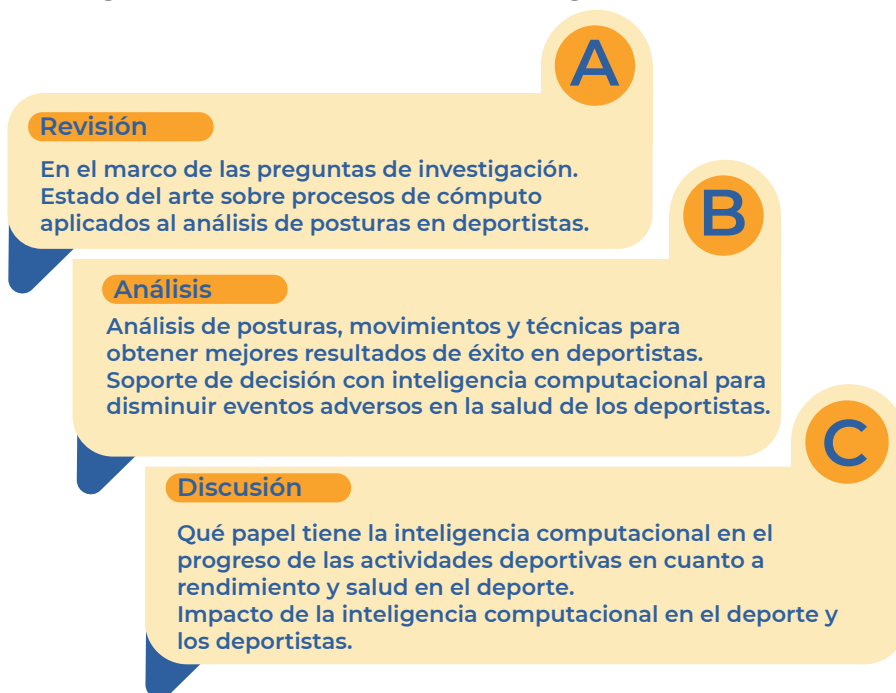 A
Revisión
En el marco de las preguntas de investigación.
Estado del arte sobre procesos de cómputo
aplicados al análisis de posturas en deportistas.
B
Análisis
Análisis de posturas, movimientos y técnicas para
obtener mejores resultados de éxito en deportistas.
Soporte de decisión con inteligencia computacional para
disminuir eventos adversos en la salud de los deportistas.
C
Discusión
Qué papel tiene la inteligencia computacional en el
progreso de las actividades deportivas en cuanto a
rendimiento y salud en el deporte.
Impacto de la inteligencia computacional en el deporte y
los deportistas.